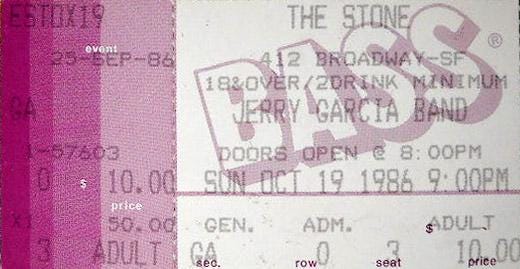 ESTOX19 THE STONE
event
25-SEP-86 412 BROADWAY-SF
BASS ®
18&OVER/2DRINK MINIMUM
GA JERRY GARCIA BAND
1-57603 DOORS OPEN @ 8:00PM
0 $ 10.00 SUN OCT 19 1986 9:00PM
price
X1 50.00 GEN. ADM. $ ADULT
3 ADULT GA 0 3 10.00
sec. row seat price